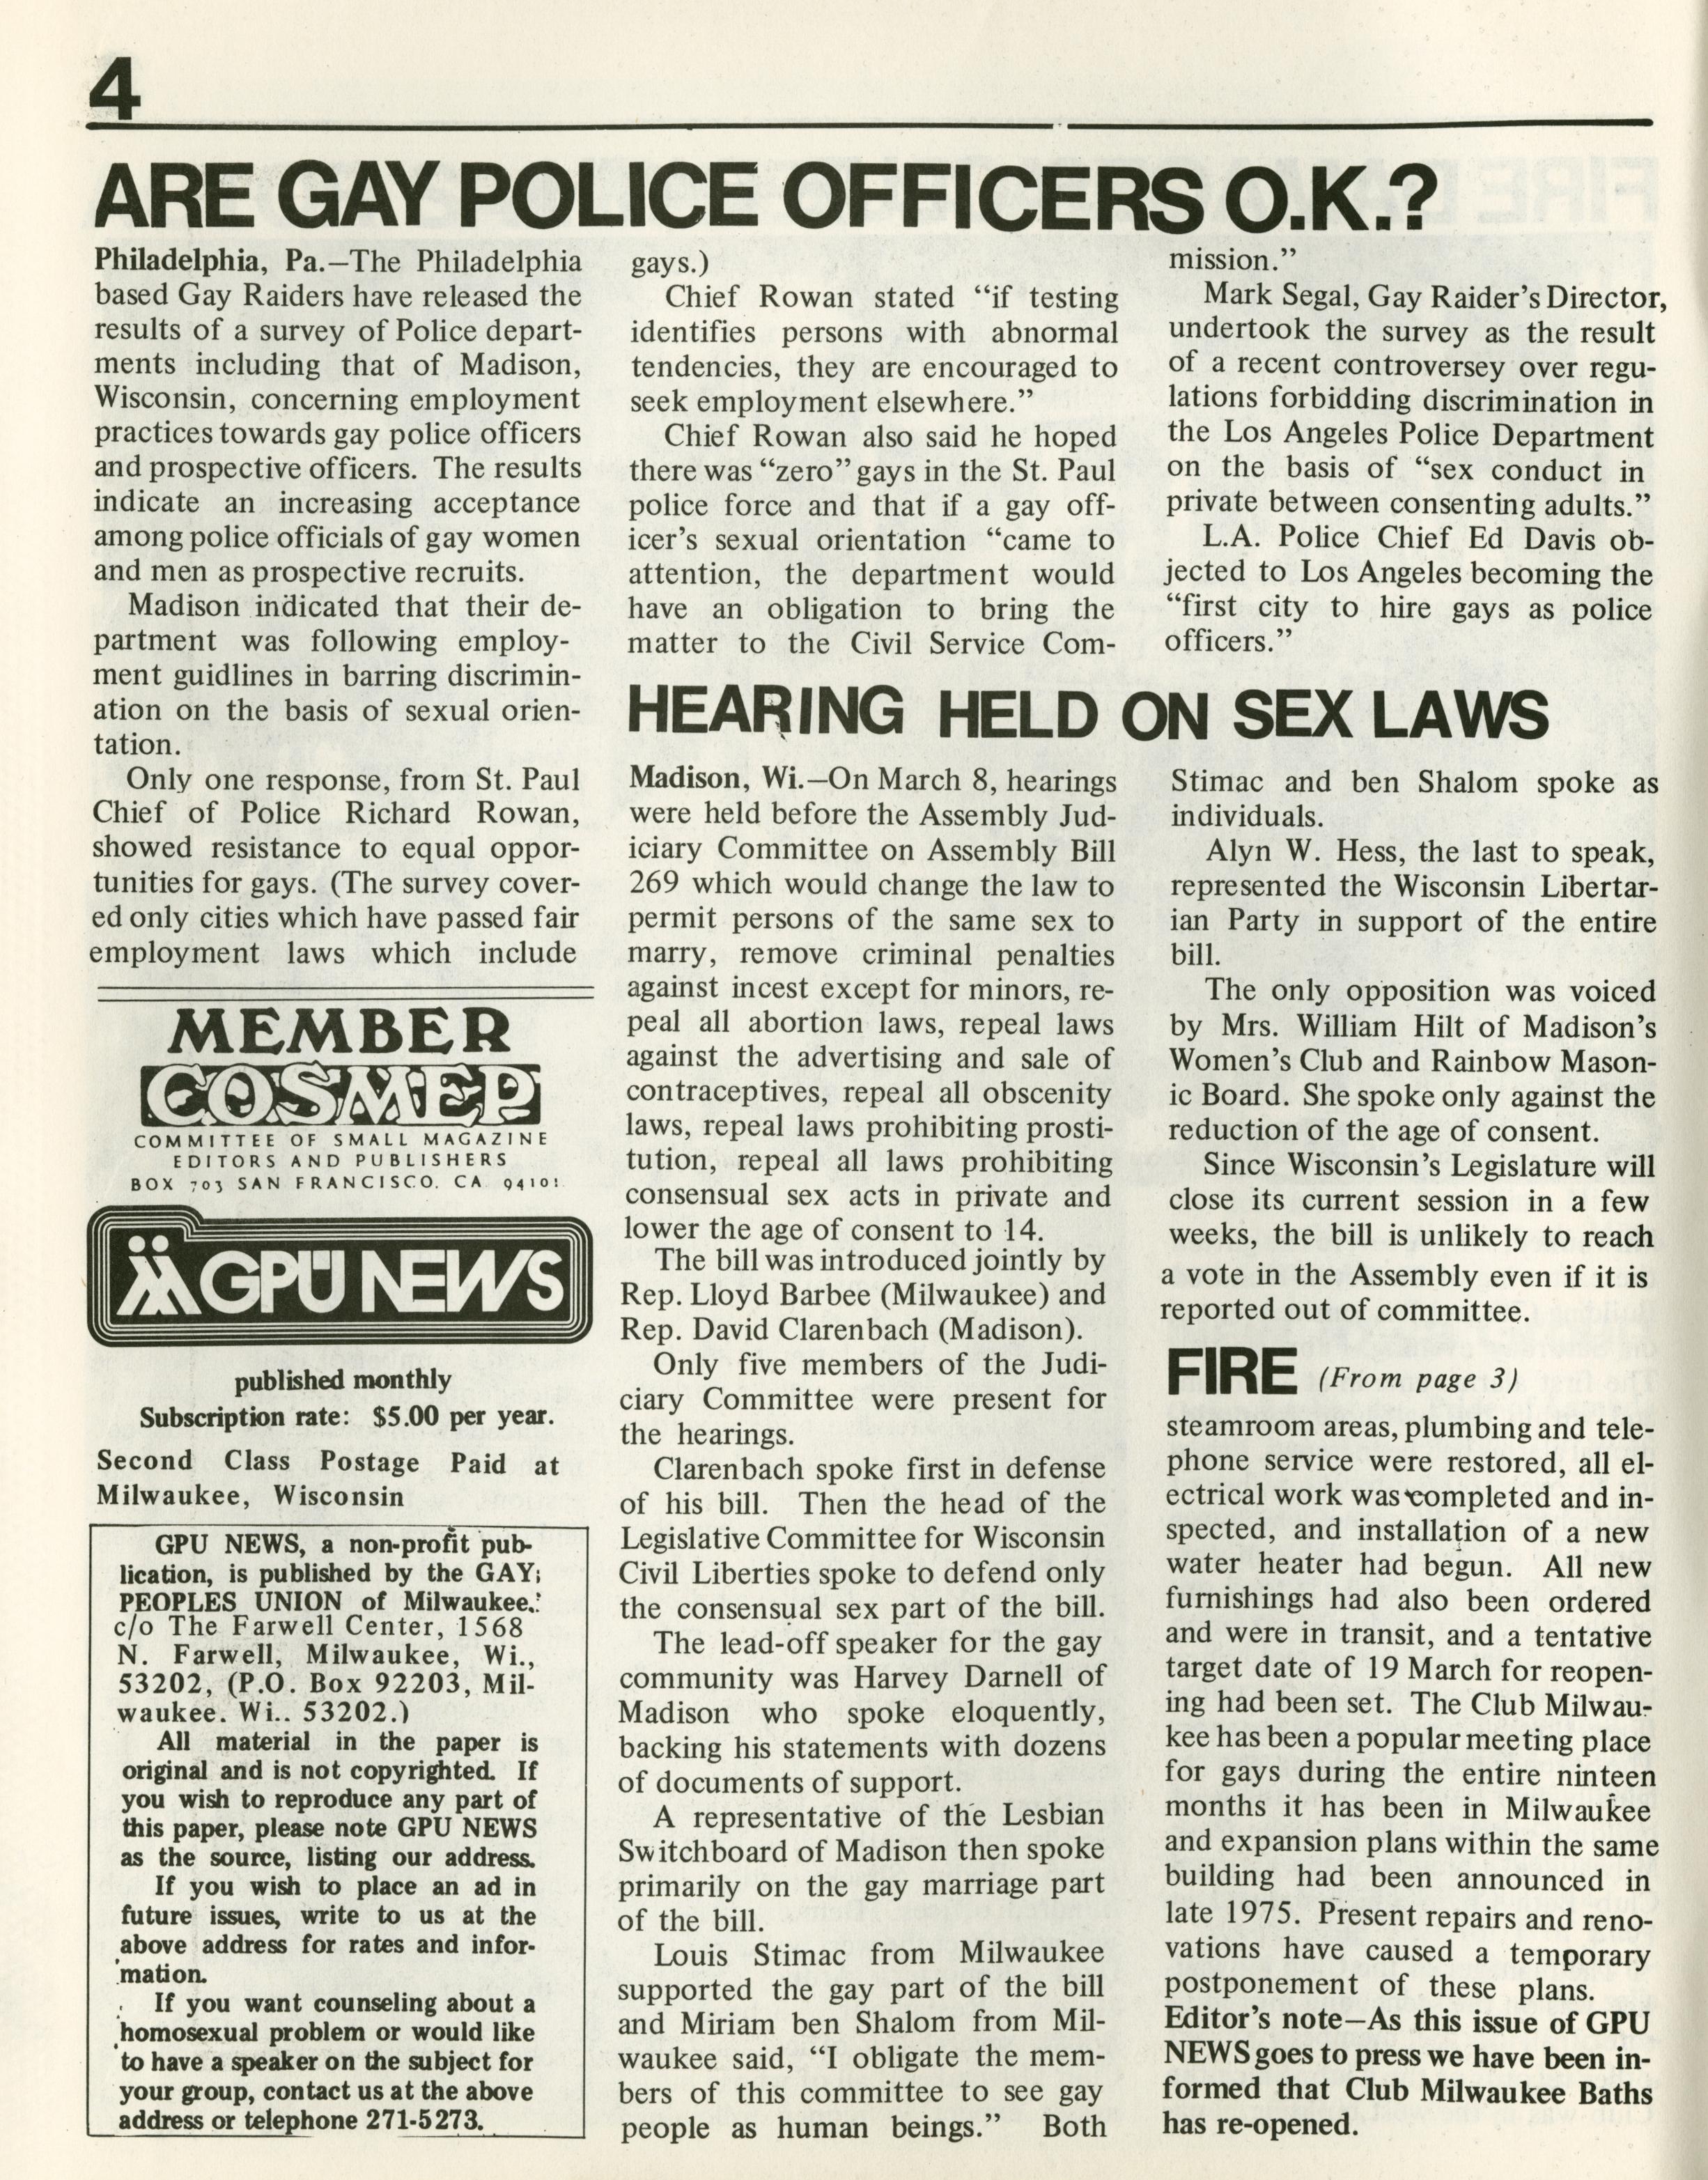 4
ARE GAY POLICE OFFICERS O.K.?
Philadelphia, Pa.—The Philadelphia
based Gay Raiders have released the
results of a survey of Police depart-
ments including that of Madison,
Wisconsin, concerning employment
practices towards gay police officers
and prospective officers. The results
indicate an increasing acceptance
among police officials of gay women
and men as prospective recruits.
Madison indicated that their de-
partment was following employ-
ment guidlines in barring discrimin-
ation on the basis of sexual orien-
tation.
Only one response, from St. Paul
Chief of Police Richard Rowan,
showed resistance to equal oppor-
tunities for gays. (The survey cover-
ed only cities which have passed fair
employment laws which include
gays.)
Chief Rowan stated “if testing
identifies persons with abnormal
tendencies, they are encouraged to
seek employment elsewhere.”
Chief Rowan also said he hoped
there was “zero” gays in the St. Paul
police force and that if a gay off-
icer’s sexual orientation “came to
attention, the department would
have an obligation to bring the
matter to the Civil Service Com-
mission.”
Mark Segal, Gay Raider’s Director,
undertook the survey as the result
of a recent controversey over regu-
lations forbidding discrimination in
the Los Angeles Police Department
on the basis of “sex conduct in
private between consenting adults.”
L.A. Police Chief Ed Davis ob-
jected to Los Angeles becoming the
“first city to hire gays as police
officers.”
MEMBER
COSMEP
COMMITTEE OF SMALL MAGAZINE
EDITORS AND PUBLISHERS
BOX 703 SAN FRANCISCO, CA 94101
GPU NEWS
published monthly
Subscription rate: $5.00 per year.
Second Class Postage Paid at
Milwaukee, Wisconsin
GPU NEWS, a non-profit pub-
lication, is published by the GAY
PEOPLES UNION of Milwaukee,
c/o The Farwell Center, 1568
N. Farwell, Milwaukee, Wi.,
53202, (P.O. Box 92203, Mil-
waukee. Wi.. 53202.)
All material in the paper is
original and is not copyrighted. If
you wish to reproduce any part of
this paper, please note GPU NEWS
as the source, listing our address.
If you wish to place an ad in
future issues, write to us at the
above address for rates and infor-
mation.
If you want counseling about a
homosexual problem or would like
to have a speaker on the subject for
your group, contact us at the above
address or telephone 271-5273.
HEARING HELD ON SEX LAWS
Madison, Wi.—On March 8, hearings
were held before the Assembly Jud-
iciary Committee on Assembly Bill
269 which would change the law to
permit persons of the same sex to
marry, remove criminal penalties
against incest except for minors, re-
peal all abortion laws, repeal laws
against the advertising and sale of
contraceptives, repeal all obscenity
laws, repeal laws prohibiting prosti-
tution, repeal all laws prohibiting
consensual sex acts in private and
lower the age of consent to 14.
The bill was introduced jointly by
Rep. Lloyd Barbee (Milwaukee) and
Rep. David Clarenbach (Madison).
Only five members of the Judi-
ciary Committee were present for
the hearings.
Clarenbach spoke first in defense
of his bill. Then the head of the
Legislative Committee for Wisconsin
Civil Liberties spoke to defend only
the consensual sex part of the bill.
The lead-off speaker for the gay
community was Harvey Darnell of
Madison who spoke eloquently,
backing his statements with dozens
of documents of support.
A representative of the Lesbian
Switchboard of Madison then spoke
primarily on the gay marriage part
of the bill.
Louis Stimac from Milwaukee
supported the gay part of the bill
and Miriam ben Shalom from Mil-
waukee said, “I obligate the mem-
bers of this committee to see gay
people as human beings.” Both
Stimac and ben Shalom spoke as
individuals.
Alyn W. Hess, the last to speak,
represented the Wisconsin Libertar-
ian Party in support of the entire
bill.
The only opposition was voiced
by Mrs. William Hilt of Madison’s
Women’s Club and Rainbow Mason-
ic Board. She spoke only against the
reduction of the age of consent.
Since Wisconsin’s Legislature will
close its current session in a few
weeks, the bill is unlikely to reach
a vote in the Assembly even if it is
reported out of committee.
FIRE (From page 3)
steamroom areas, plumbing and tele-
phone service were restored, all el-
ectrical work was completed and in-
spected, and installation of a new
water heater had begun. All new
furnishings had also been ordered
and were in transit, and a tentative
target date of 19 March for reopen-
ing had been set. The Club Milwau-
kee has been a popular meeting place
for gays during the entire ninteen
months it has been in Milwaukee
and expansion plans within the same
building had been announced in
late 1975. Present repairs and reno-
vations have caused a temporary
postponement of these plans.
Editor’s note—As this issue of GPU
NEWS goes to press we have been in-
formed that Club Milwaukee Baths
has re-opened.